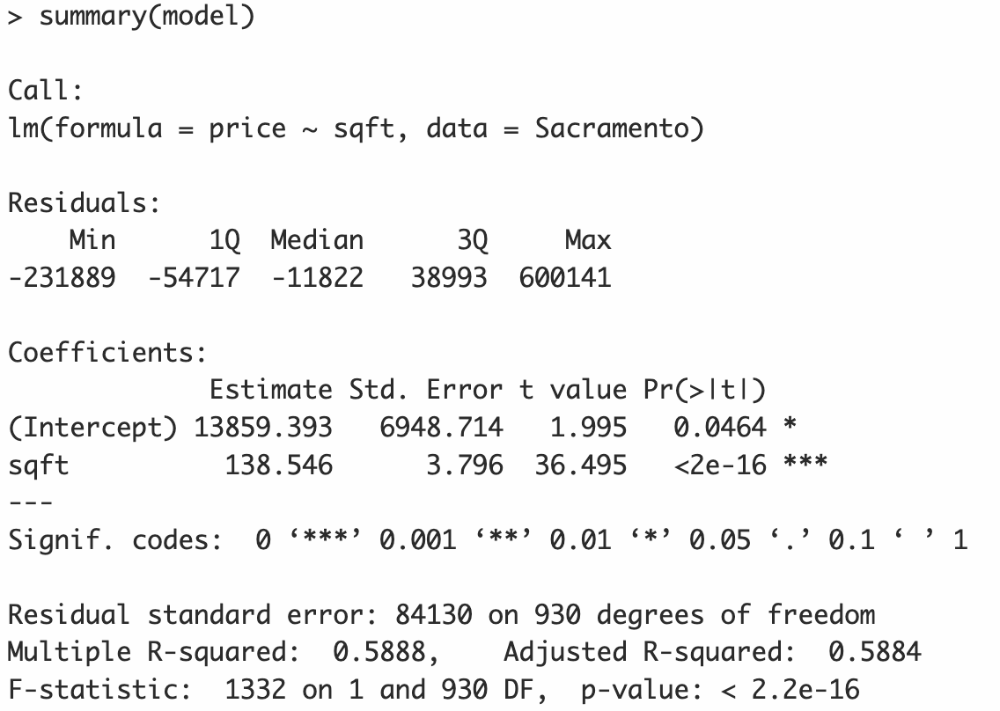 > summary(model)
Call:
lm(formula = price ~ sqft, data = Sacramento)
Residuals:
    Min      1Q  Median      3Q     Max
-231889  -54717  -11822   38993  600141
Coefficients:
             Estimate Std. Error t value Pr(>|t|)
(Intercept) 13859.393   6948.714   1.995   0.0464 *
sqft          138.546      3.796  36.495   <2e-16 ***
---
Signif. codes:  0 ‘***’ 0.001 ‘**’ 0.01 ‘*’ 0.05 ‘.’ 0.1 ‘ ’ 1
Residual standard error: 84130 on 930 degrees of freedom
Multiple R-squared:  0.5888,    Adjusted R-squared:  0.5884
F-statistic:  1332 on 1 and 930 DF,  p-value: < 2.2e-16